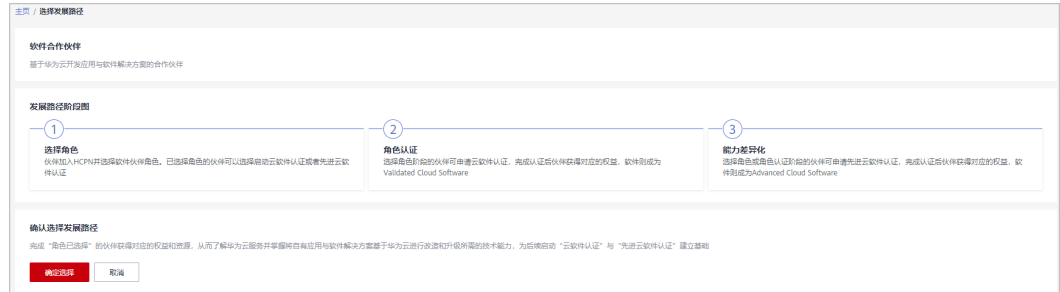 主页 / 选择发展路径
软件合作伙伴
基于华为云开发应用与软件解决方案的合作伙伴
发展路径阶段图
1
选择角色
伙伴加入HCPN并选择软件伙伴角色。已选择角色的伙伴可以选择启动云软件认证或者先进云软
件认证
2
角色认证
选择角色阶段的伙伴可申请云软件认证，完成认证后伙伴获得对应的权益，软件则成为
Validated Cloud Software
3
能力差异化
选择角色或角色认证阶段的伙伴可申请先进云软件认证，完成认证后伙伴获得对应的权益，软
件则成为Advanced Cloud Software
确认选择发展路径
完成“角色已选择”的伙伴获得对应的权益和资源，从而了解华为云服务并掌握将自有应用与软件解决方案基于华为云进行改造和升级所需的技术能力，为后续启动“云软件认证”与“先进云软件认证”建立基础
确定选择
取消